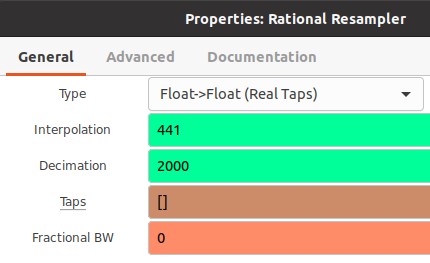 Properties: Rational Resampler
General Advanced Documentation
Type Float->Float (Real Taps)
Interpolation 441
Decimation 2000
Taps []
Fractional BW 0